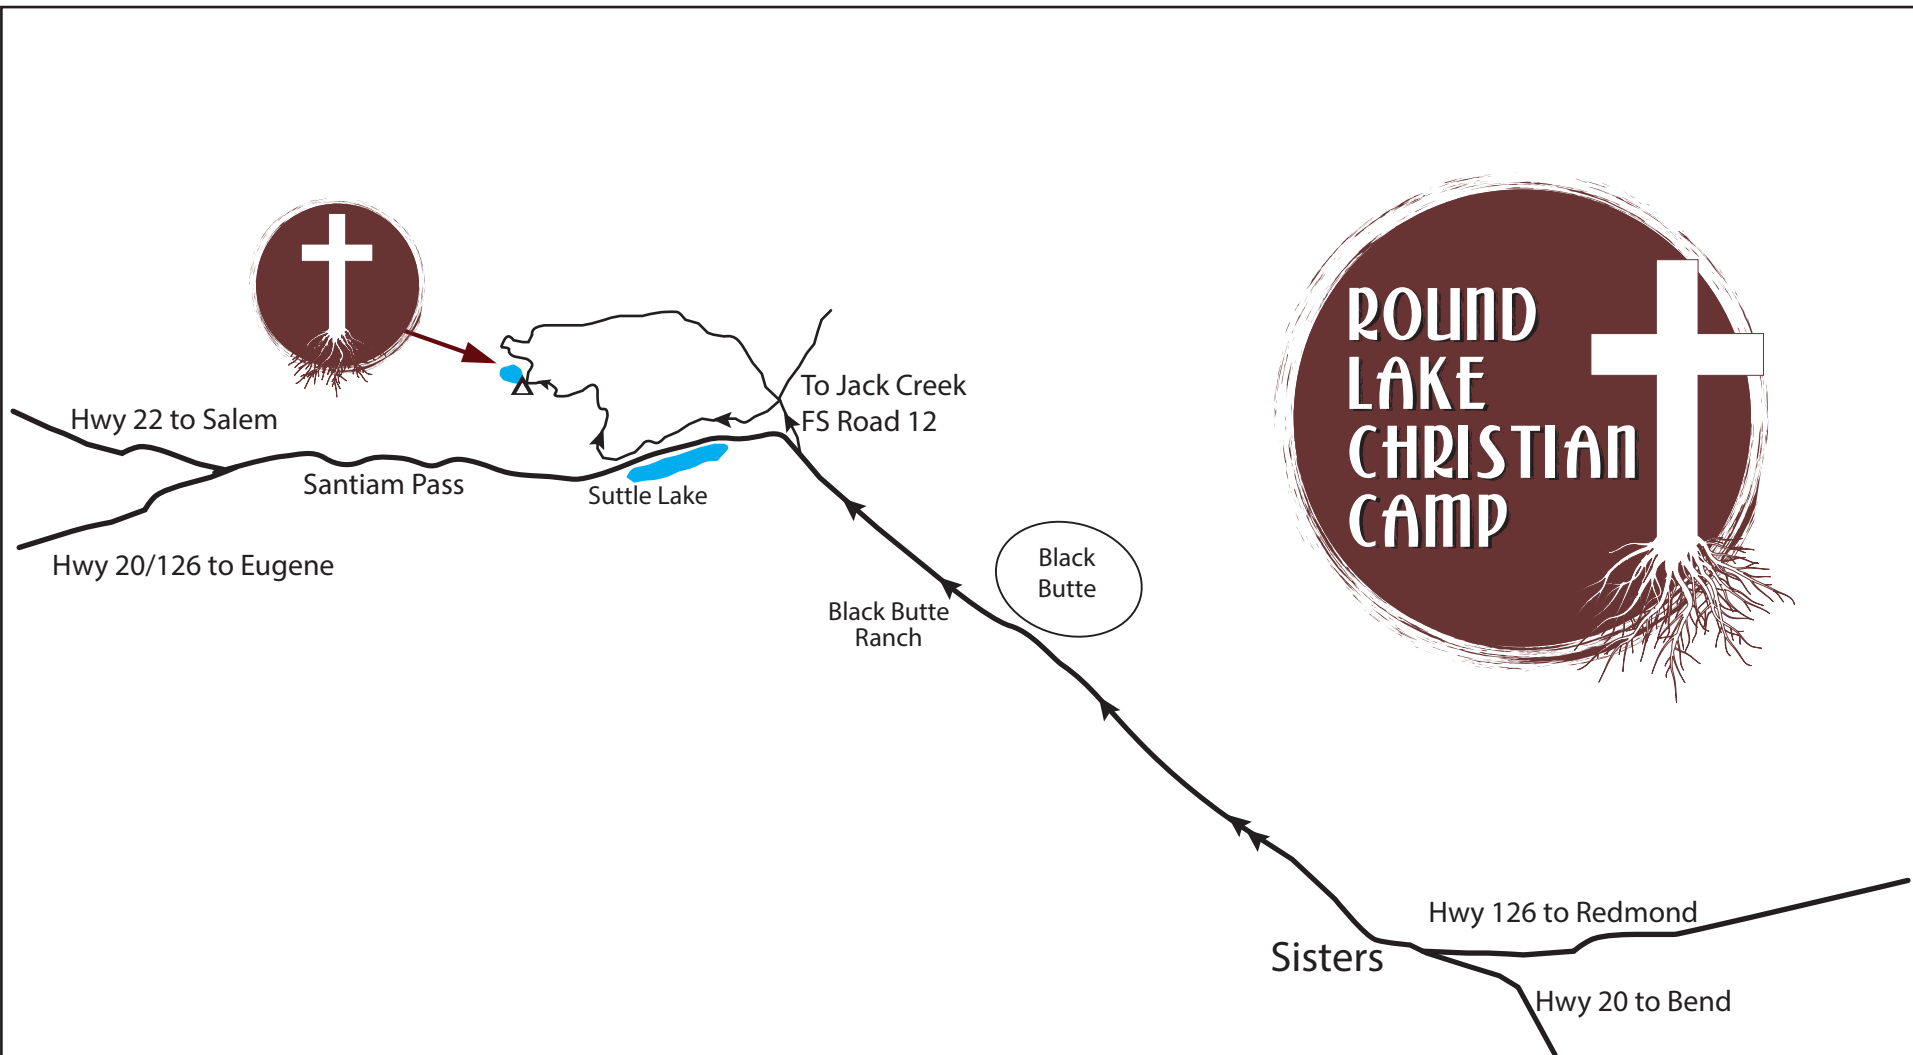 ROUND
LAKE
CHRISTIAN
CAMP
To Jack Creek
FS Road 12
Hwy 22 to Salem
Santiam Pass
Suttle Lake
Hwy 20/126 to Eugene
Black
Butte
Black Butte
Ranch
Hwy 126 to Redmond
Sisters
Hwy 20 to Bend